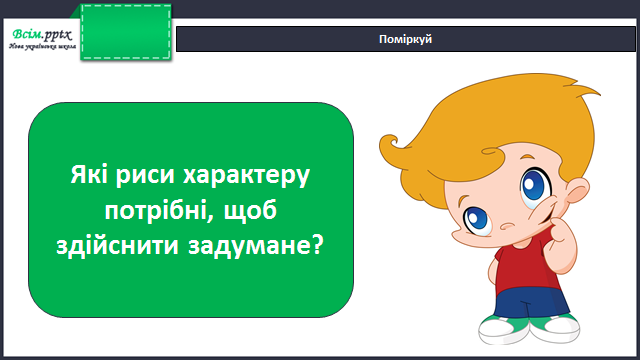 Всім.pptx
Нова українська школа
Поміркуй
Які риси характеру
потрібні, щоб
здійснити задумане?